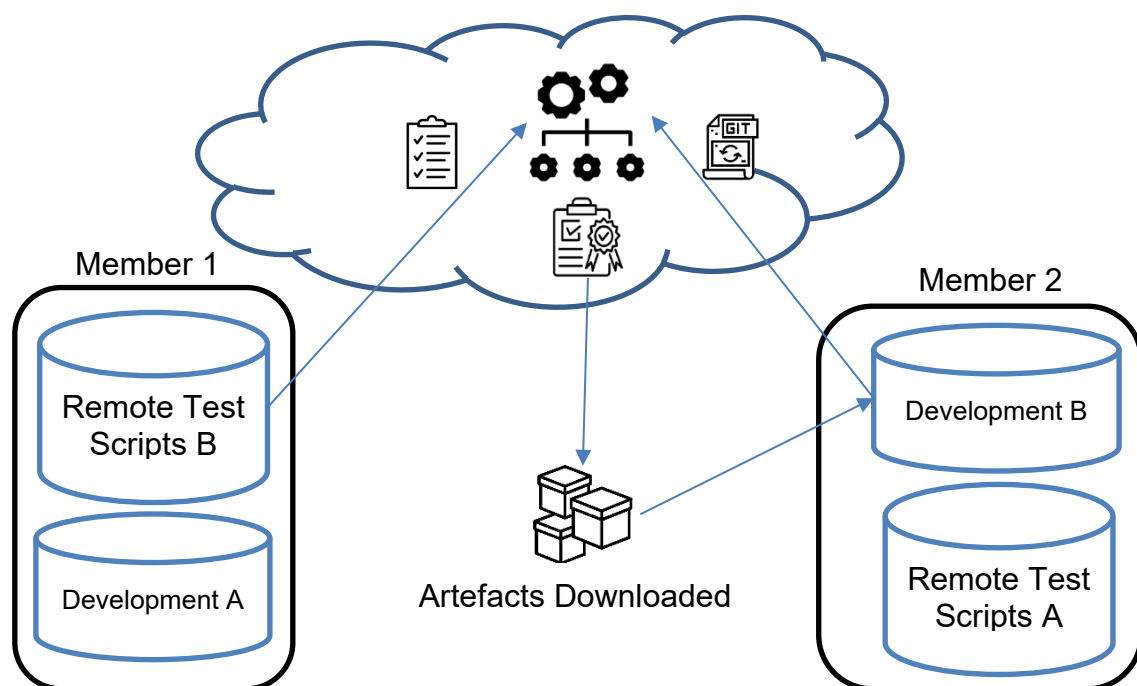 GIT
Member 1
Member 2
Remote Test
Scripts B
Development B
Development A
Remote Test
Scripts A
Artefacts Downloaded